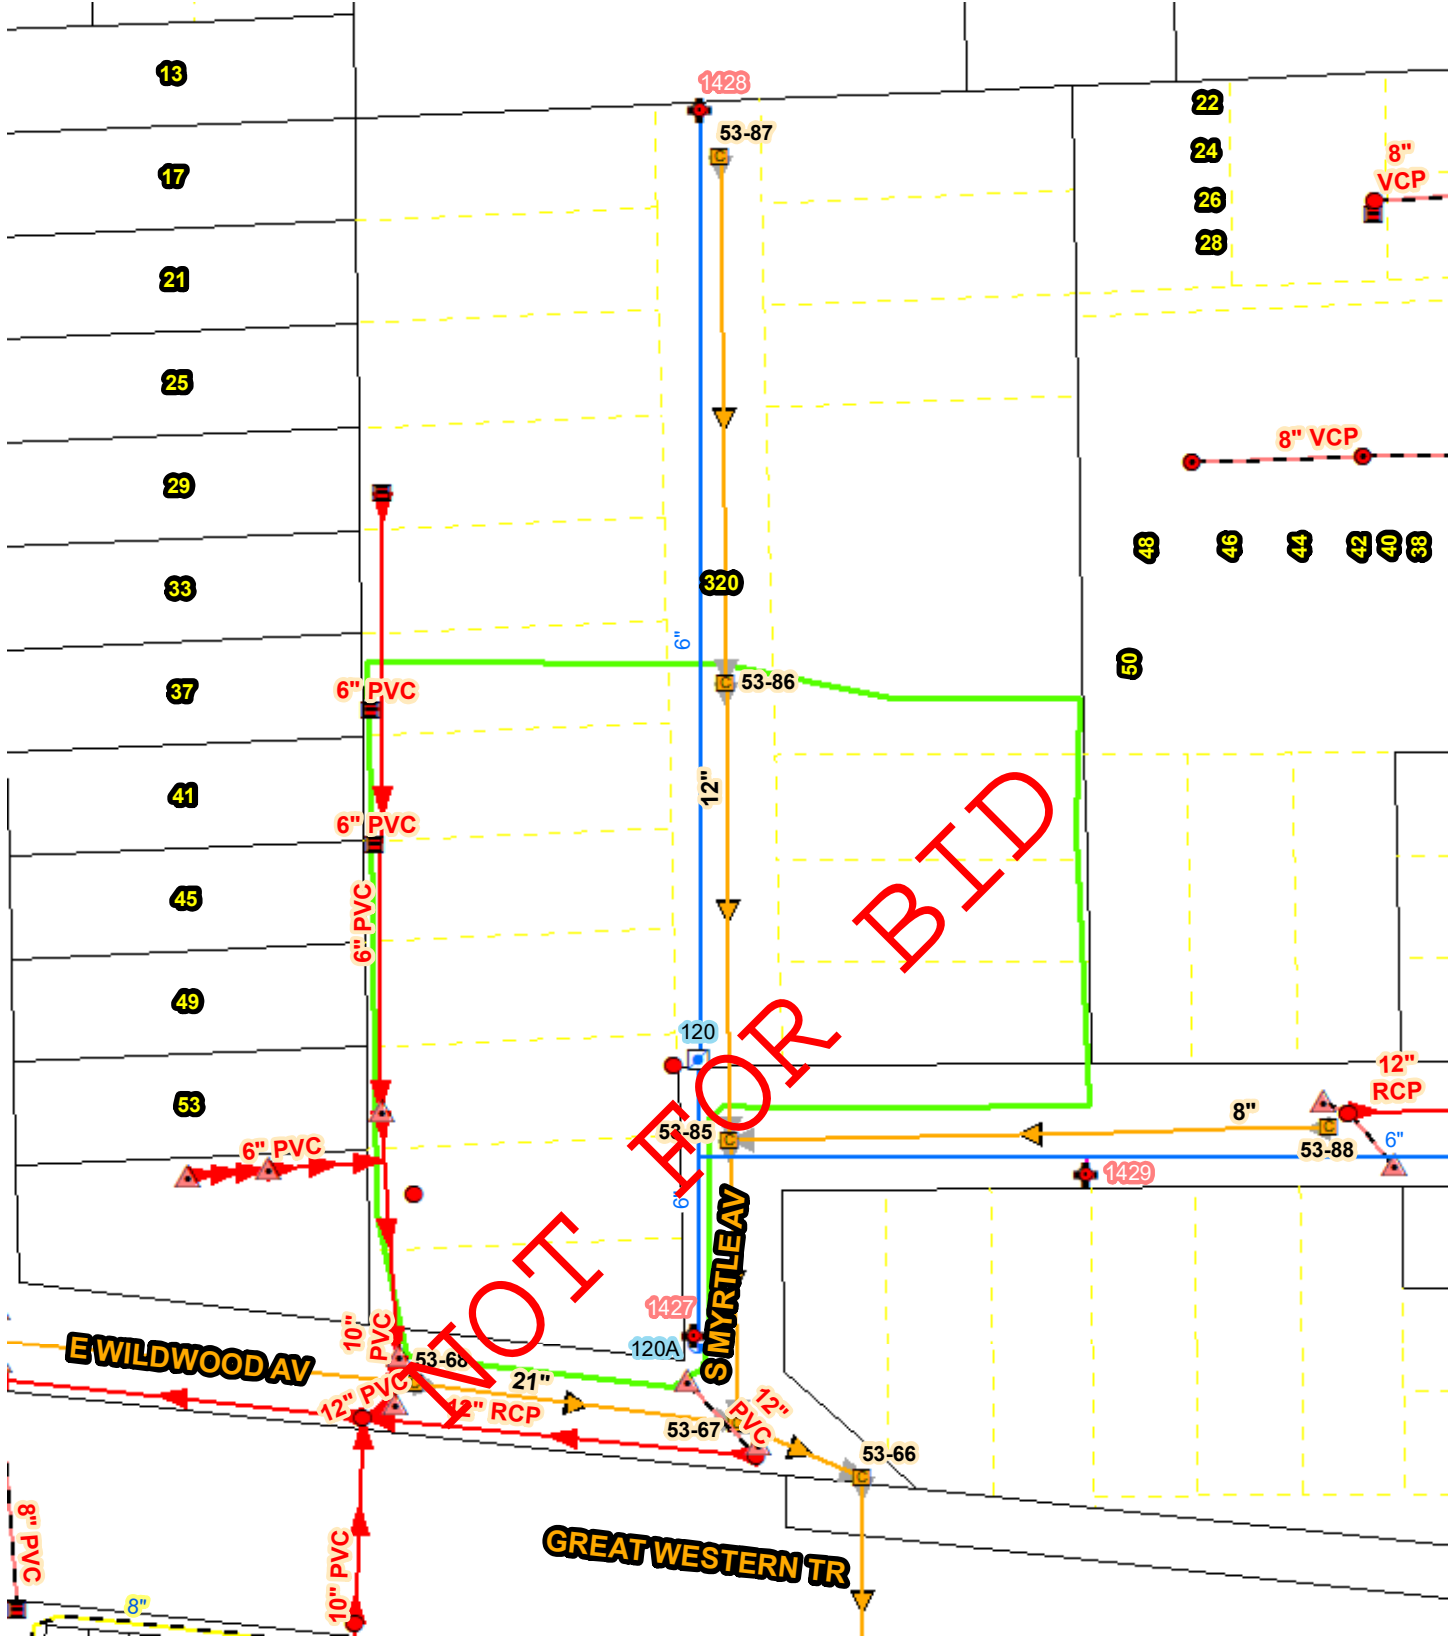 1428
13
53-87
22
24
8"
VCP
17
26
28
21
25
8" VCP
29
48
46
44
42
40
38
33
320
6"
50
37
6" PVC
53-86
12"
41
6" PVC
45
6" PVC
49
120
12"
RCP
53
8"
53-85
6"
53-88
6" PVC
1429
6"
NOT FOR BID
S MYRTLE AV
1427
10"
PVC
120A
E WILDWOOD AV
53-68
21"
12" PVC
12" RCP
12"
PVC
53-67
53-66
8" PVC
10" PVC
GREAT WESTERN TR
8"